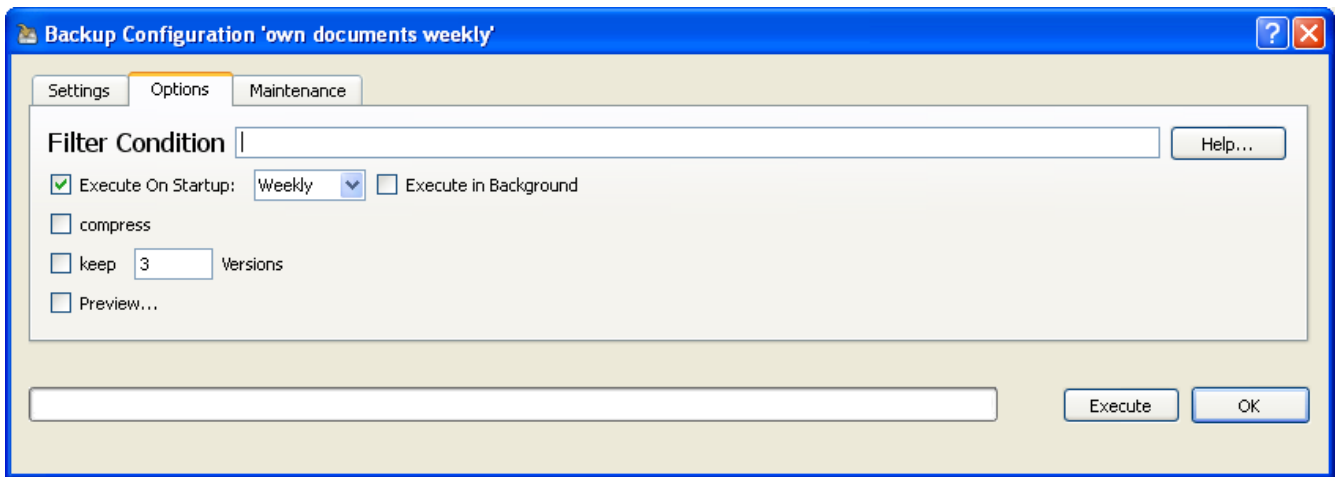 Backup Configuration 'own documents weekly'
Settings Options Maintenance
Filter Condition Help...
Execute On Startup: Weekly Execute in Background
compress
keep 3 Versions
Preview...
Execute OK